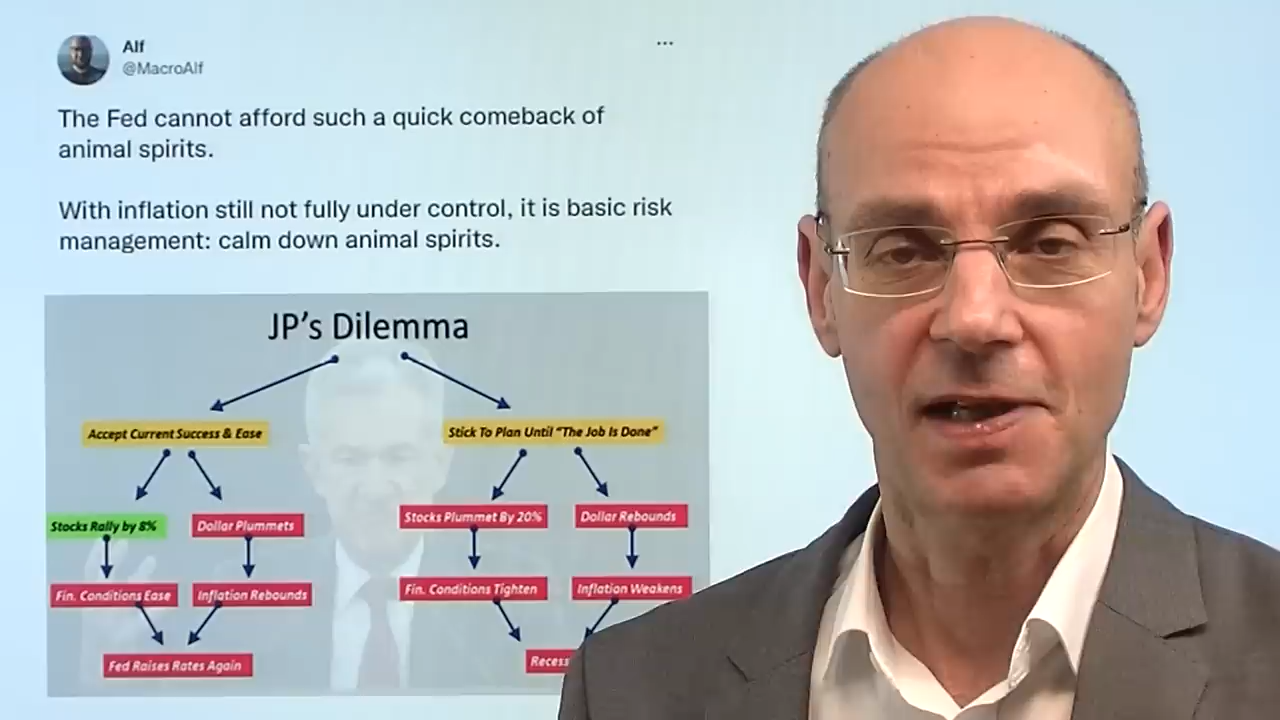 Alf
@MacroAlf
The Fed cannot afford such a quick comeback of
animal spirits.
With inflation still not fully under control, it is basic risk
management: calm down animal spirits.
JP's Dilemma
Accept Current Success & Ease
Stick To Plan Until "The Job Is Done"
Stocks Rally by 8%
Dollar Plummets
Stocks Plummet By 20%
Dollar Rebounds
Fin. Conditions Ease
Inflation Rebounds
Fin. Conditions Tighten
Inflation Weakens
Fed Raises Rates Again
Recess